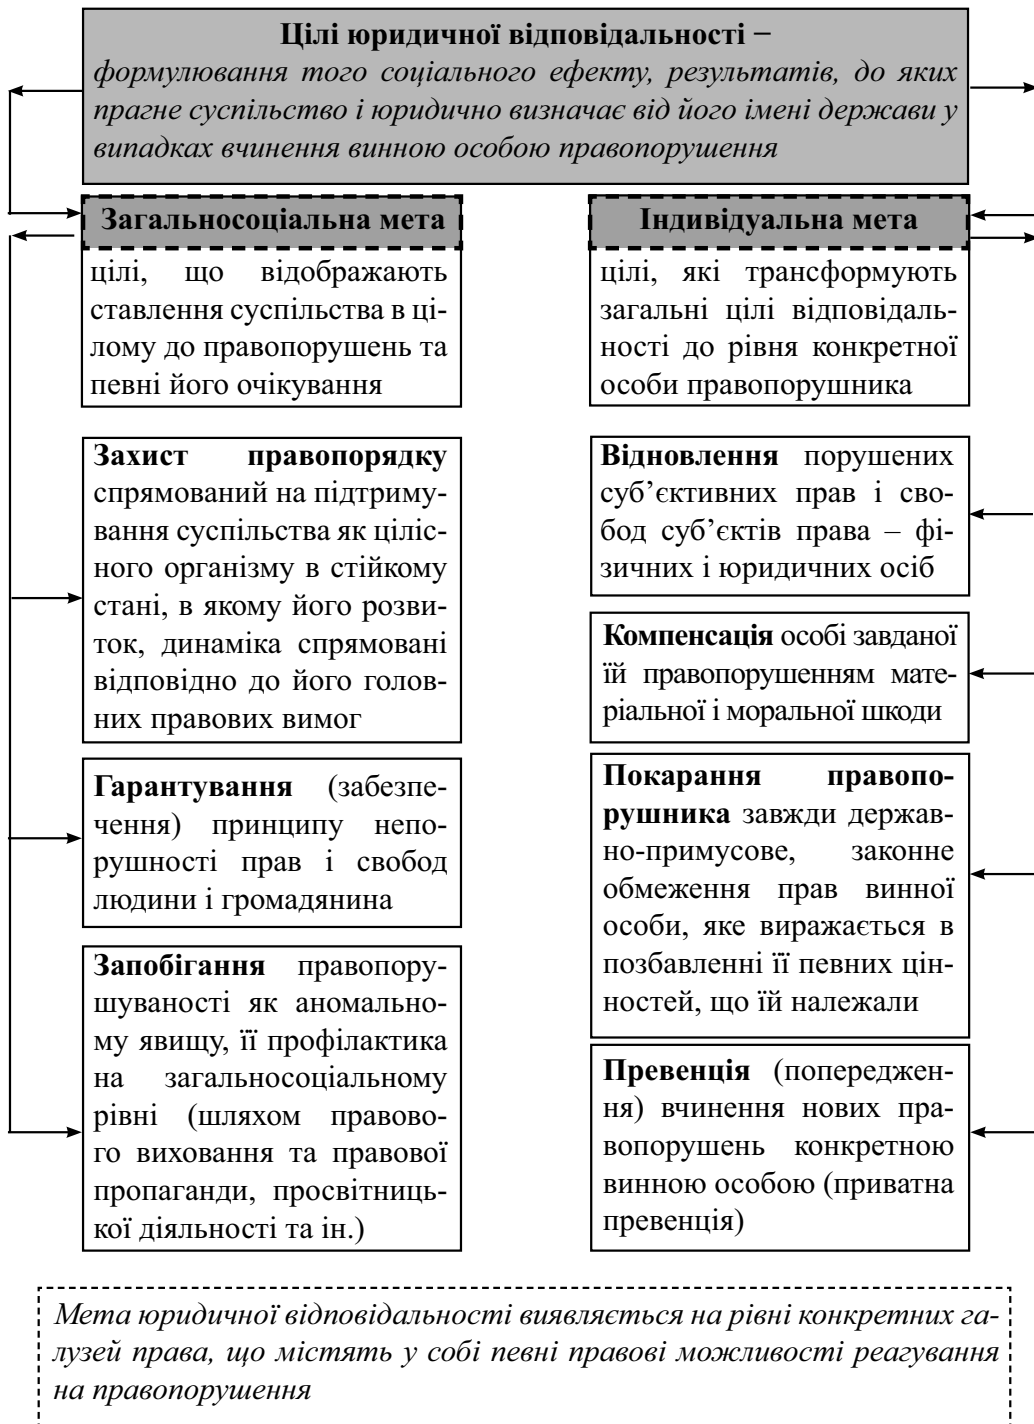 Цілі юридичної відповідальності –
формулювання того соціального ефекту, результатів, до яких
прагне суспільство і юридично визначає від його імені держави у
випадках вчинення винною особою правопорушення
Загальносоціальна мета
цілі, що відображають
ставлення суспільства в ці-
лому до правопорушень та
певні його очікування
Захист правопорядку
спрямований на підтриму-
вання суспільства як ціліс-
ного організму в стійкому
стані, в якому його розви-
ток, динаміка спрямовані
відповідно до його голов-
них правових вимог
Гарантування (забезпе-
чення) принципу непо-
рушності прав і свобод
людини і громадянина
Запобігання правопору-
шуваності як аномально-
му явищу, її профілактика
на загальносоціальному
рівні (шляхом правово-
го виховання та правової
пропаганди, просвітниць-
кої діяльності та ін.)
Індивідуальна мета
цілі, які трансформують
загальні цілі відповідаль-
ності до рівня конкретної
особи правопорушника
Відновлення порушених
суб’єктивних прав і сво-
бод суб’єктів права – фі-
зичних і юридичних осіб
Компенсація особі завданої
їй правопорушенням мате-
ріальної і моральної шкоди
Покарання правопо-
рушника завжди держав-
но-примусове, законне
обмеження прав винної
особи, яке виражається в
позбавленні її певних цін-
ностей, що їй належали
Превенція (попереджен-
ня) вчинення нових пра-
вопорушень конкретною
винною особою (приватна
превенція)
Мета юридичної відповідальності виявляється на рівні конкретних га-
лузей права, що містять у собі певні правові можливості реагування
на правопорушення